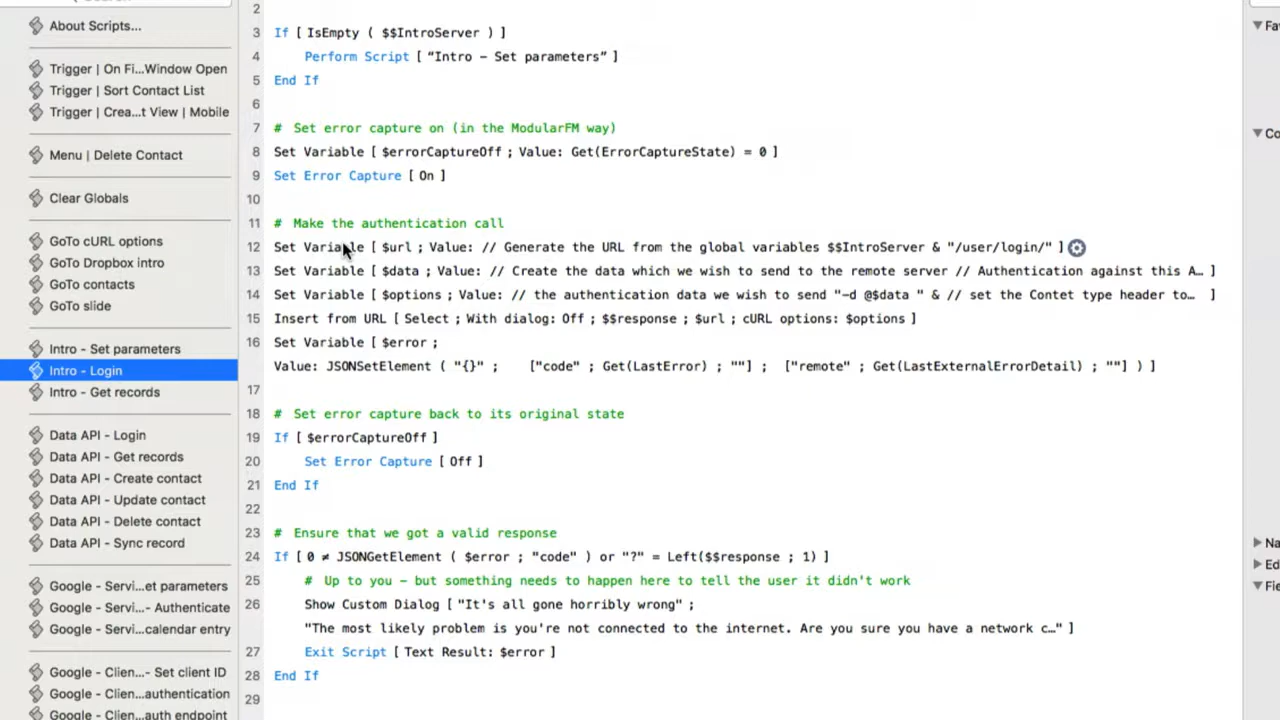 About Scripts...
Trigger | On Fi...Window Open
Trigger | Sort Contact List
Trigger | Crea...t View | Mobile
Menu | Delete Contact
Clear Globals
GoTo cURL options
GoTo Dropbox intro
GoTo contacts
GoTo slide
Intro - Set parameters
Intro - Login
Intro - Get records
Data API - Login
Data API - Get records
Data API - Create contact
Data API - Update contact
Data API - Delete contact
Data API - Sync record
Google - Servi...et parameters
Google - Servi...- Authenticate
Google - Servi...calendar entry
Google - Clien...- Set client ID
Google - Clien...authentication
Google - Clien...auth endpoint
2
3 If [ IsEmpty ( $$IntroServer ) ]
4 Perform Script [ “Intro - Set parameters” ]
5 End If
6
7 # Set error capture on (in the ModularFM way)
8 Set Variable [ $errorCaptureOff ; Value: Get(ErrorCaptureState) = 0 ]
9 Set Error Capture [ On ]
10
11 # Make the authentication call
12 Set Variable [ $url ; Value: // Generate the URL from the global variables $$IntroServer & "/user/login/" ]
13 Set Variable [ $data ; Value: // Create the data which we wish to send to the remote server // Authentication against this A… ]
14 Set Variable [ $options ; Value: // the authentication data we wish to send "-d @$data " & // set the Contet type header to… ]
15 Insert from URL [ Select ; With dialog: Off ; $$response ; $url ; cURL options: $options ]
16 Set Variable [ $error ;
Value: JSONSetElement ( "{}" ; ["code" ; Get(LastError) ; ""] ; ["remote" ; Get(LastExternalErrorDetail) ; ""] ) ]
17
18 # Set error capture back to its original state
19 If [ $errorCaptureOff ]
20 Set Error Capture [ Off ]
21 End If
22
23 # Ensure that we got a valid response
24 If [ 0 ≠ JSONGetElement ( $error ; "code" ) or "?" = Left($$response ; 1) ]
25 # Up to you - but something needs to happen here to tell the user it didn't work
26 Show Custom Dialog [ "It's all gone horribly wrong" ;
"The most likely problem is you're not connected to the internet. Are you sure you have a network c…" ]
27 Exit Script [ Text Result: $error ]
28 End If
29
Fa
Co
Na
Ed
Fie